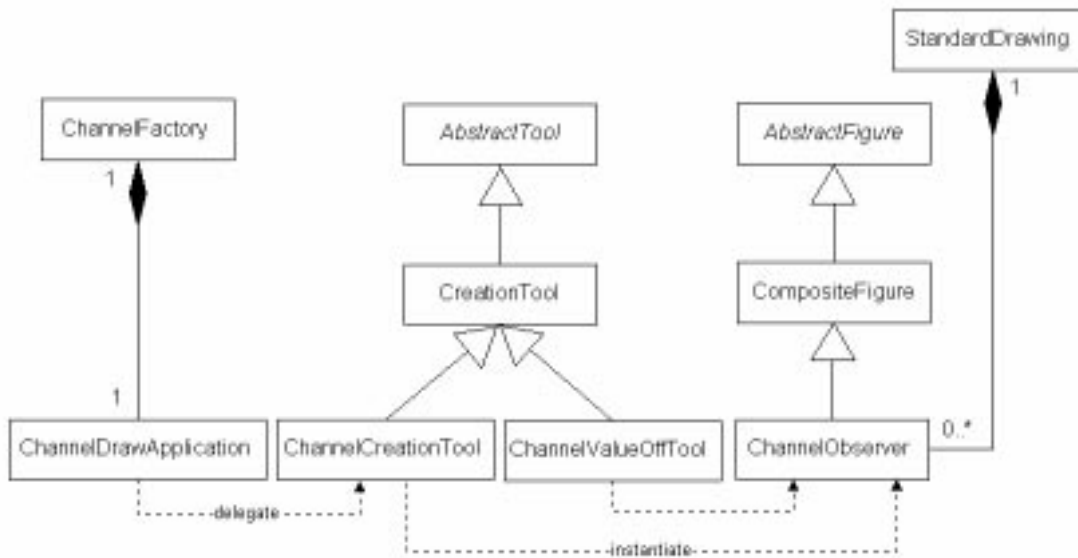 StandardDrawing
1
ChannelFactory
AbstractTool
AbstractFigure
1
CreationTool
CompositeFigure
1
ChannelDrawApplication
ChannelCreationTool
ChannelValueOffTool
ChannelObserver
0..*
delegate
instantiate